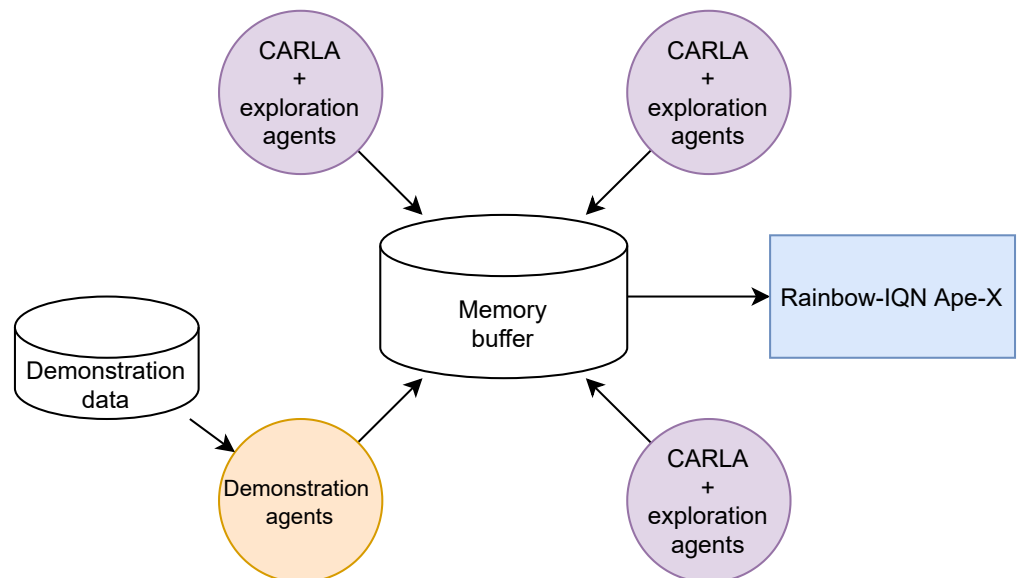 CARLA
+
exploration
agents
CARLA
+
exploration
agents
Memory
buffer
Rainbow-IQN Ape-X
Demonstration
data
Demonstration
agents
CARLA
+
exploration
agents